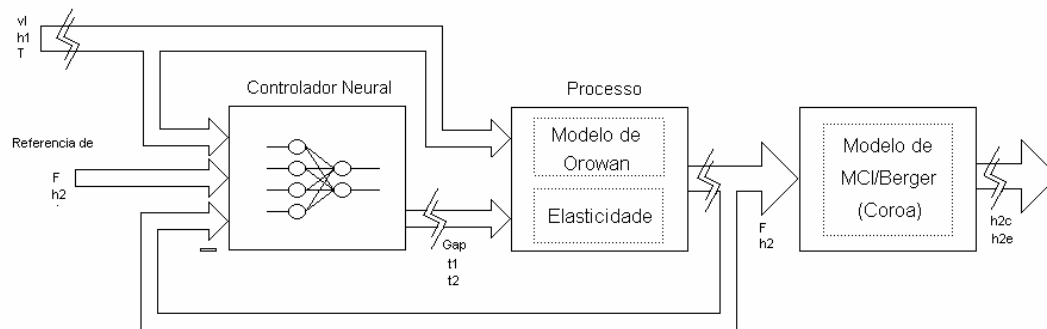 vl
h1
T
Controlador Neural
Processo
Referencia de
F
h2
Modelo de
Orowan
Elasticidade
Gap
t1
t2
F
h2
Modelo de
MCI/Berger
(Coroa)
h2c
h2e